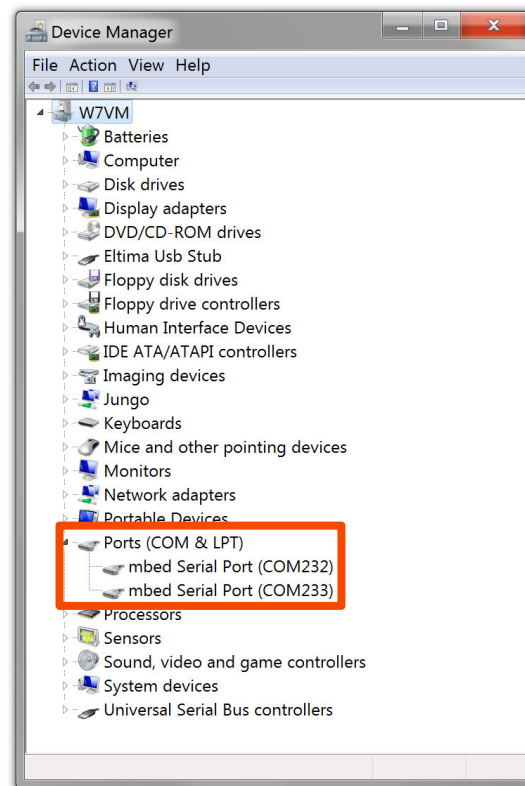 Device Manager
File Action View Help
W7VM
Batteries
Computer
Disk drives
Display adapters
DVD/CD-ROM drives
Eltima Usb Stub
Floppy disk drives
Floppy drive controllers
Human Interface Devices
IDE ATA/ATAPI controllers
Imaging devices
Jungo
Keyboards
Mice and other pointing devices
Monitors
Network adapters
Portable Devices
Ports (COM & LPT)
mbed Serial Port (COM232)
mbed Serial Port (COM233)
Processors
Sensors
Sound, video and game controllers
System devices
Universal Serial Bus controllers